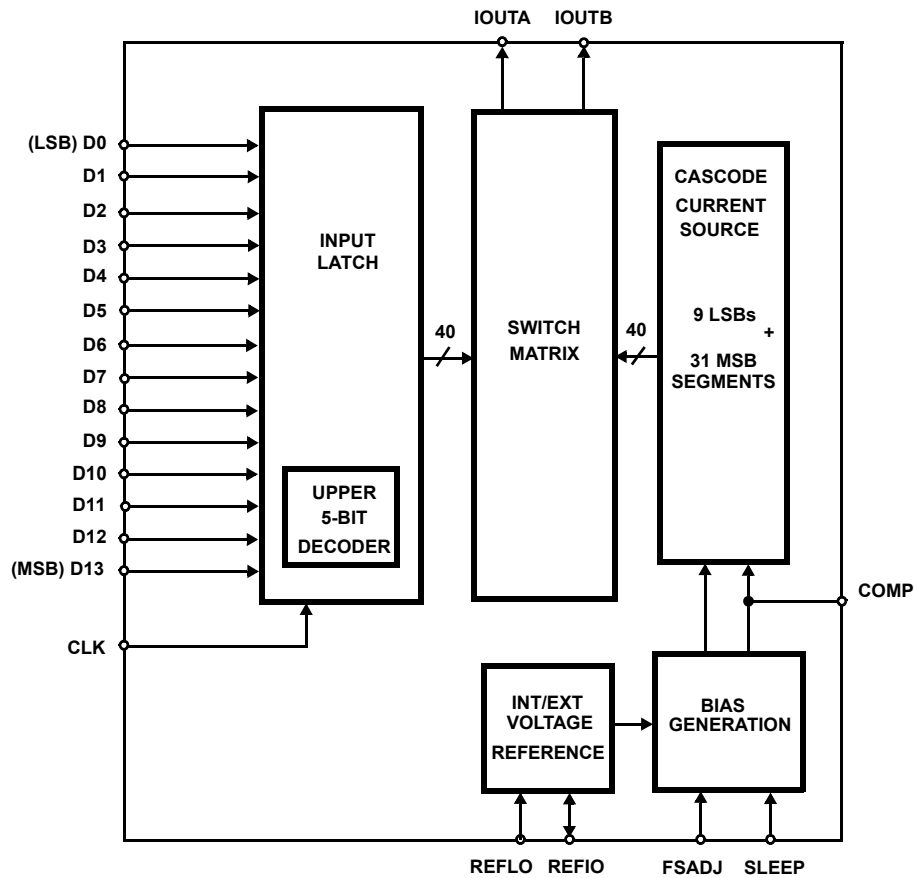 IOUTA IOUTB
(LSB) D0
D1
D2
D3
D4
D5
D6
D7
D8
D9
D10
D11
D12
(MSB) D13
CLK
INPUT
LATCH
UPPER
5-BIT
DECODER
40
SWITCH
MATRIX
40
CASCODE
CURRENT
SOURCE
9 LSBs
+
31 MSB
SEGMENTS
COMP
INT/EXT
VOLTAGE
REFERENCE
BIAS
GENERATION
REFLO REFIO FSADJ SLEEP